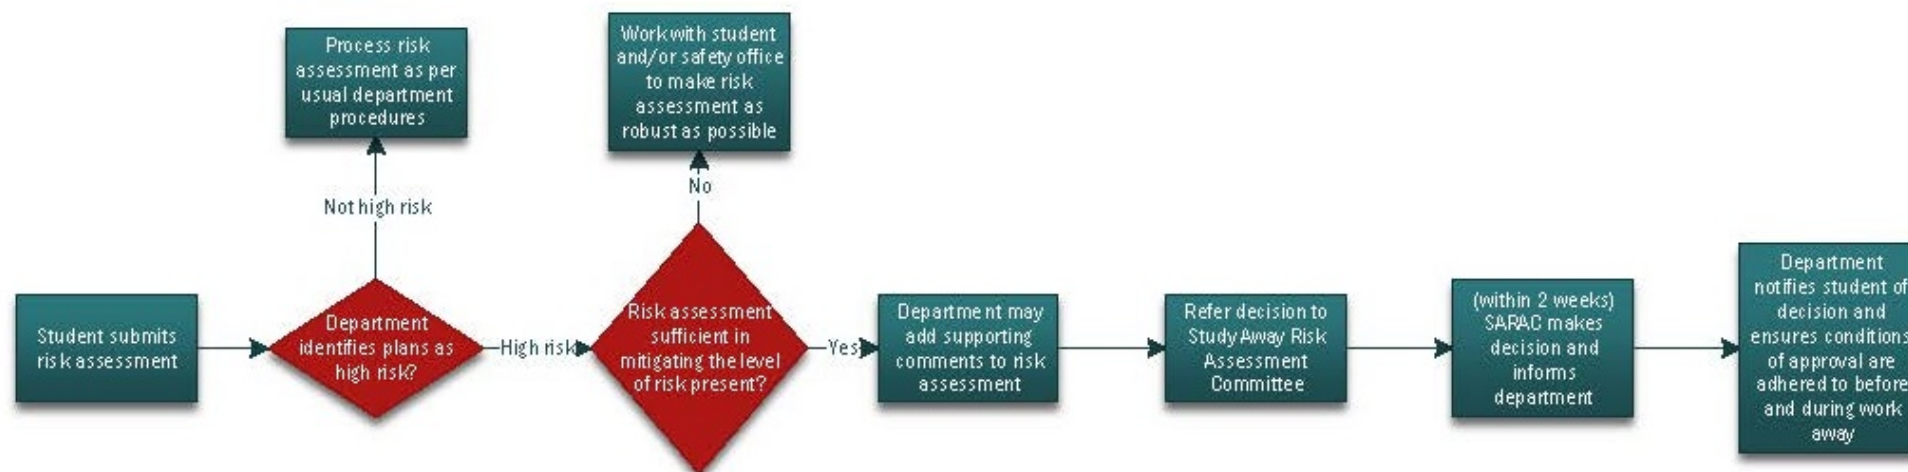 Process risk
assessment as per
usual department
procedures
Work with student
and/or safety office
to make risk
assessment as
robust as possible
Not high risk
No
Student submits
risk assessment
Department
identifies plans as
high risk?
High risk
Risk assessment
sufficient in
mitigating the level
of risk present?
Yes
Department may
add supporting
comments to risk
assessment
Refer decision to
Study Away Risk
Assessment
Committee
(within 2 weeks)
SARAC makes
decision and
informs
department
Department
notifies student of
decision and
ensures conditions
of approval are
adhered to before
and during work
away